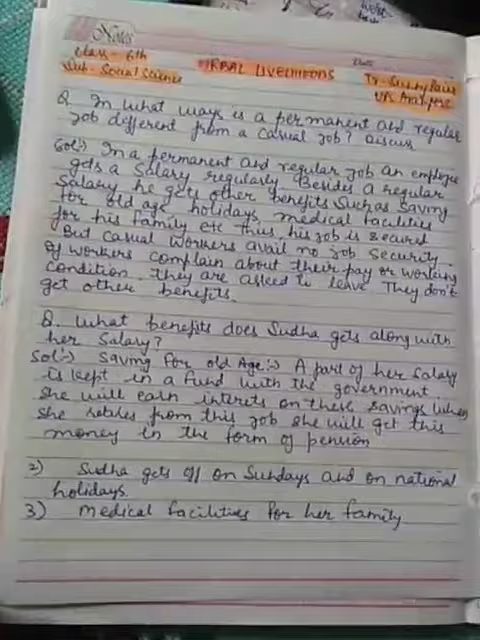 Notes
Class - 6th
Sub - Social Science
URBAL LIVELIHOODS
Date
Q. In what ways is a permanent and regular
job different from a casual job? Discuss
Sol:) In a permanent and regular job an employee
gets a Salary regularly. Besides a regular
Salary he gets other benefits such as saving
for old age holidays medical facilities
for his family etc thus his job is secured
But casual workers avail no job security.
If workers complain about their pay or working
condition. they are asked to leave They don't
get other benefits.
Q. What benefits does Sudha gets along with
her Salary?
Sol:) Saving for old Age:) A part of her Salary
is kept in a fund with the government
She will earn interets on these savings When
She retires from this job she will get this
money in the form of pension
2) Sudha gets off on Sundays and on national
holidays
3) Medical facilities for her family